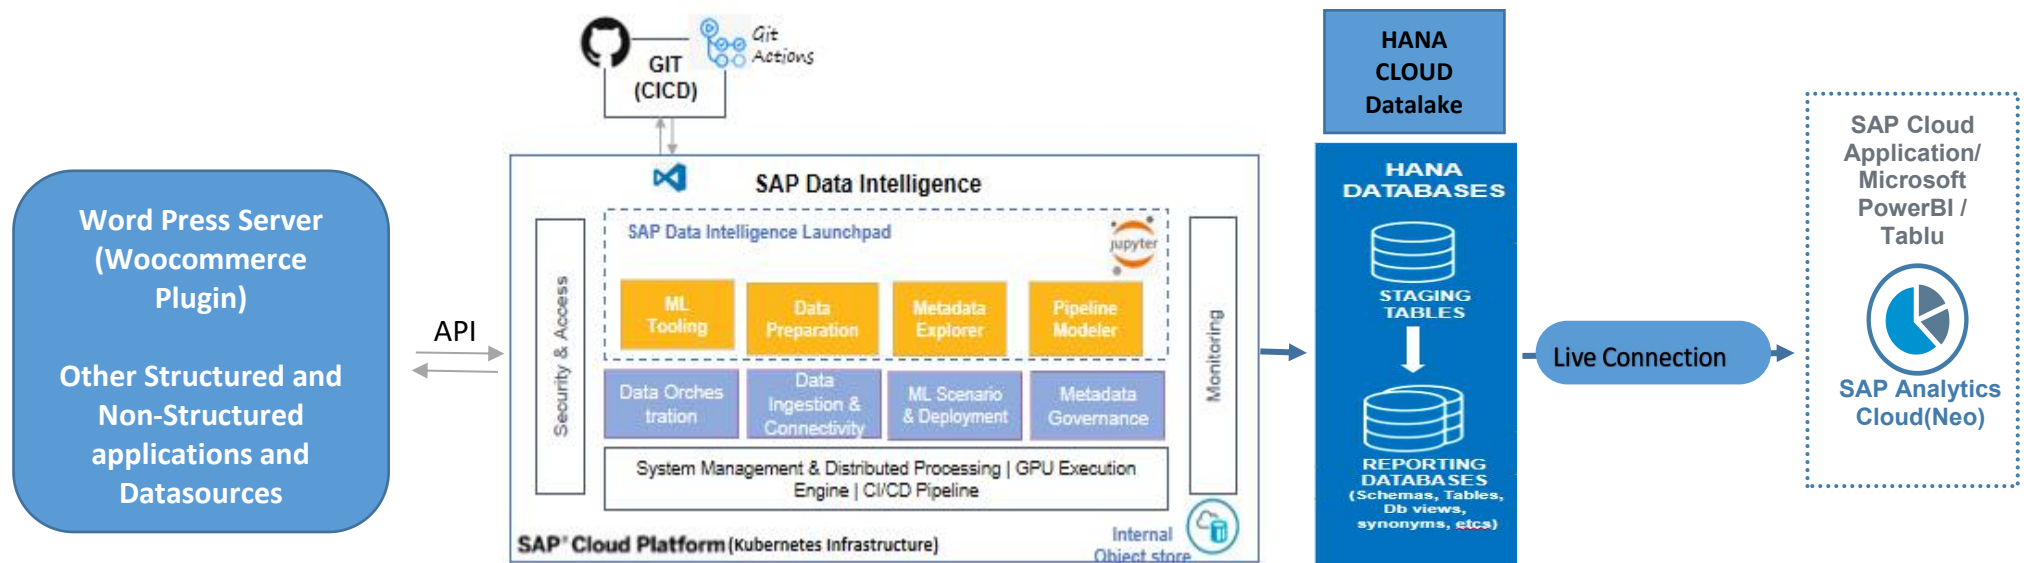 Word Press Server
(Woocommerce
Plugin)
Other Structured and
Non-Structured
applications and
Datasources
API
Git
Actions
GIT
(CICD)
SAP Data Intelligence
SAP Data Intelligence Launchpad
jupyter
Security & Access
ML
Tooling
Data
Preparation
Metadata
Explorer
Pipeline
Modeler
Data Orches
tration
Data
Ingestion &
Connectivity
ML Scenario
& Deployment
Metadata
Governance
System Management & Distributed Processing | GPU Execution
Engine | CI/CD Pipeline
Monitoring
SAP® Cloud Platform (Kubernetes Infrastructure)
Internal
Object store
HANA
CLOUD
Datalake
HANA
DATABASES
STAGING
TABLES
REPORTING
DATABASES
(Schemas, Tables,
Db views,
synonyms, etcs)
Live Connection
SAP Cloud
Application/
Microsoft
PowerBI /
Tablu
SAP Analytics
Cloud(Neo)